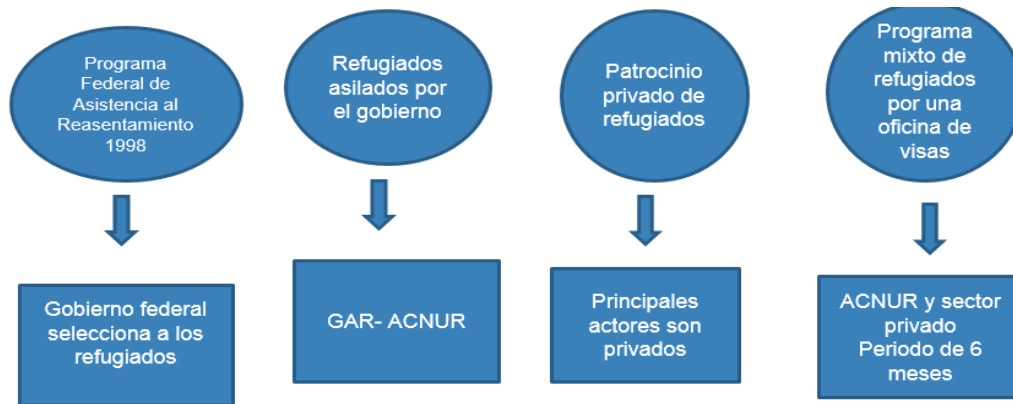 Programa
Federal de
Asistencia al
Reasentamiento
1998
Refugiados
asilados por
el gobierno
Patrocinio
privado de
refugiados
Programa
mixto de
refugiados
por una
oficina de
visas
Gobierno federal
selecciona a los
refugiados
GAR- ACNUR
Principales
actores son
privados
ACNUR y sector
privado
Periodo de 6
meses